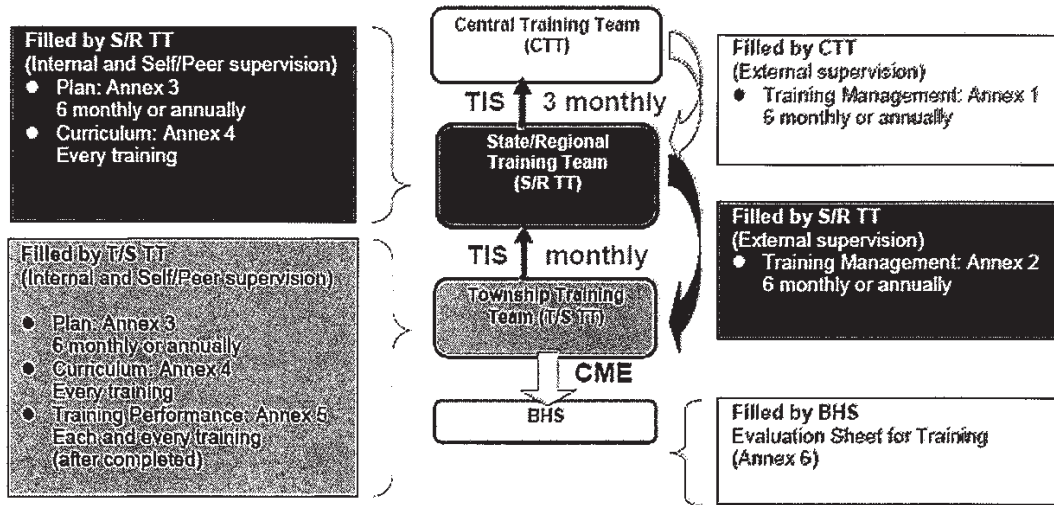 Filled by S/R TT
(Internal and Self/Peer supervision)
● Plan: Annex 3
6 monthly or annually
● Curriculum: Annex 4
Every training
Filled by T/S TT
(Internal and Self/Peer supervision)
● Plan: Annex 3
6 monthly or annually
● Curriculum: Annex 4
Every training
● Training Performance: Annex 5
Each and every training
(after completed)
Central Training Team
(CTT)
TIS 3 monthly
State/Regional
Training Team
(S/R TT)
TIS monthly
Township Training
Team (T/S TT)
CME
BHS
Filled by CTT
(External supervision)
● Training Management: Annex 1
6 monthly or annually
Filled by S/R TT
(External supervision)
● Training Management: Annex 2
6 monthly or annually
Filled by BHS
Evaluation Sheet for Training
(Annex 6)